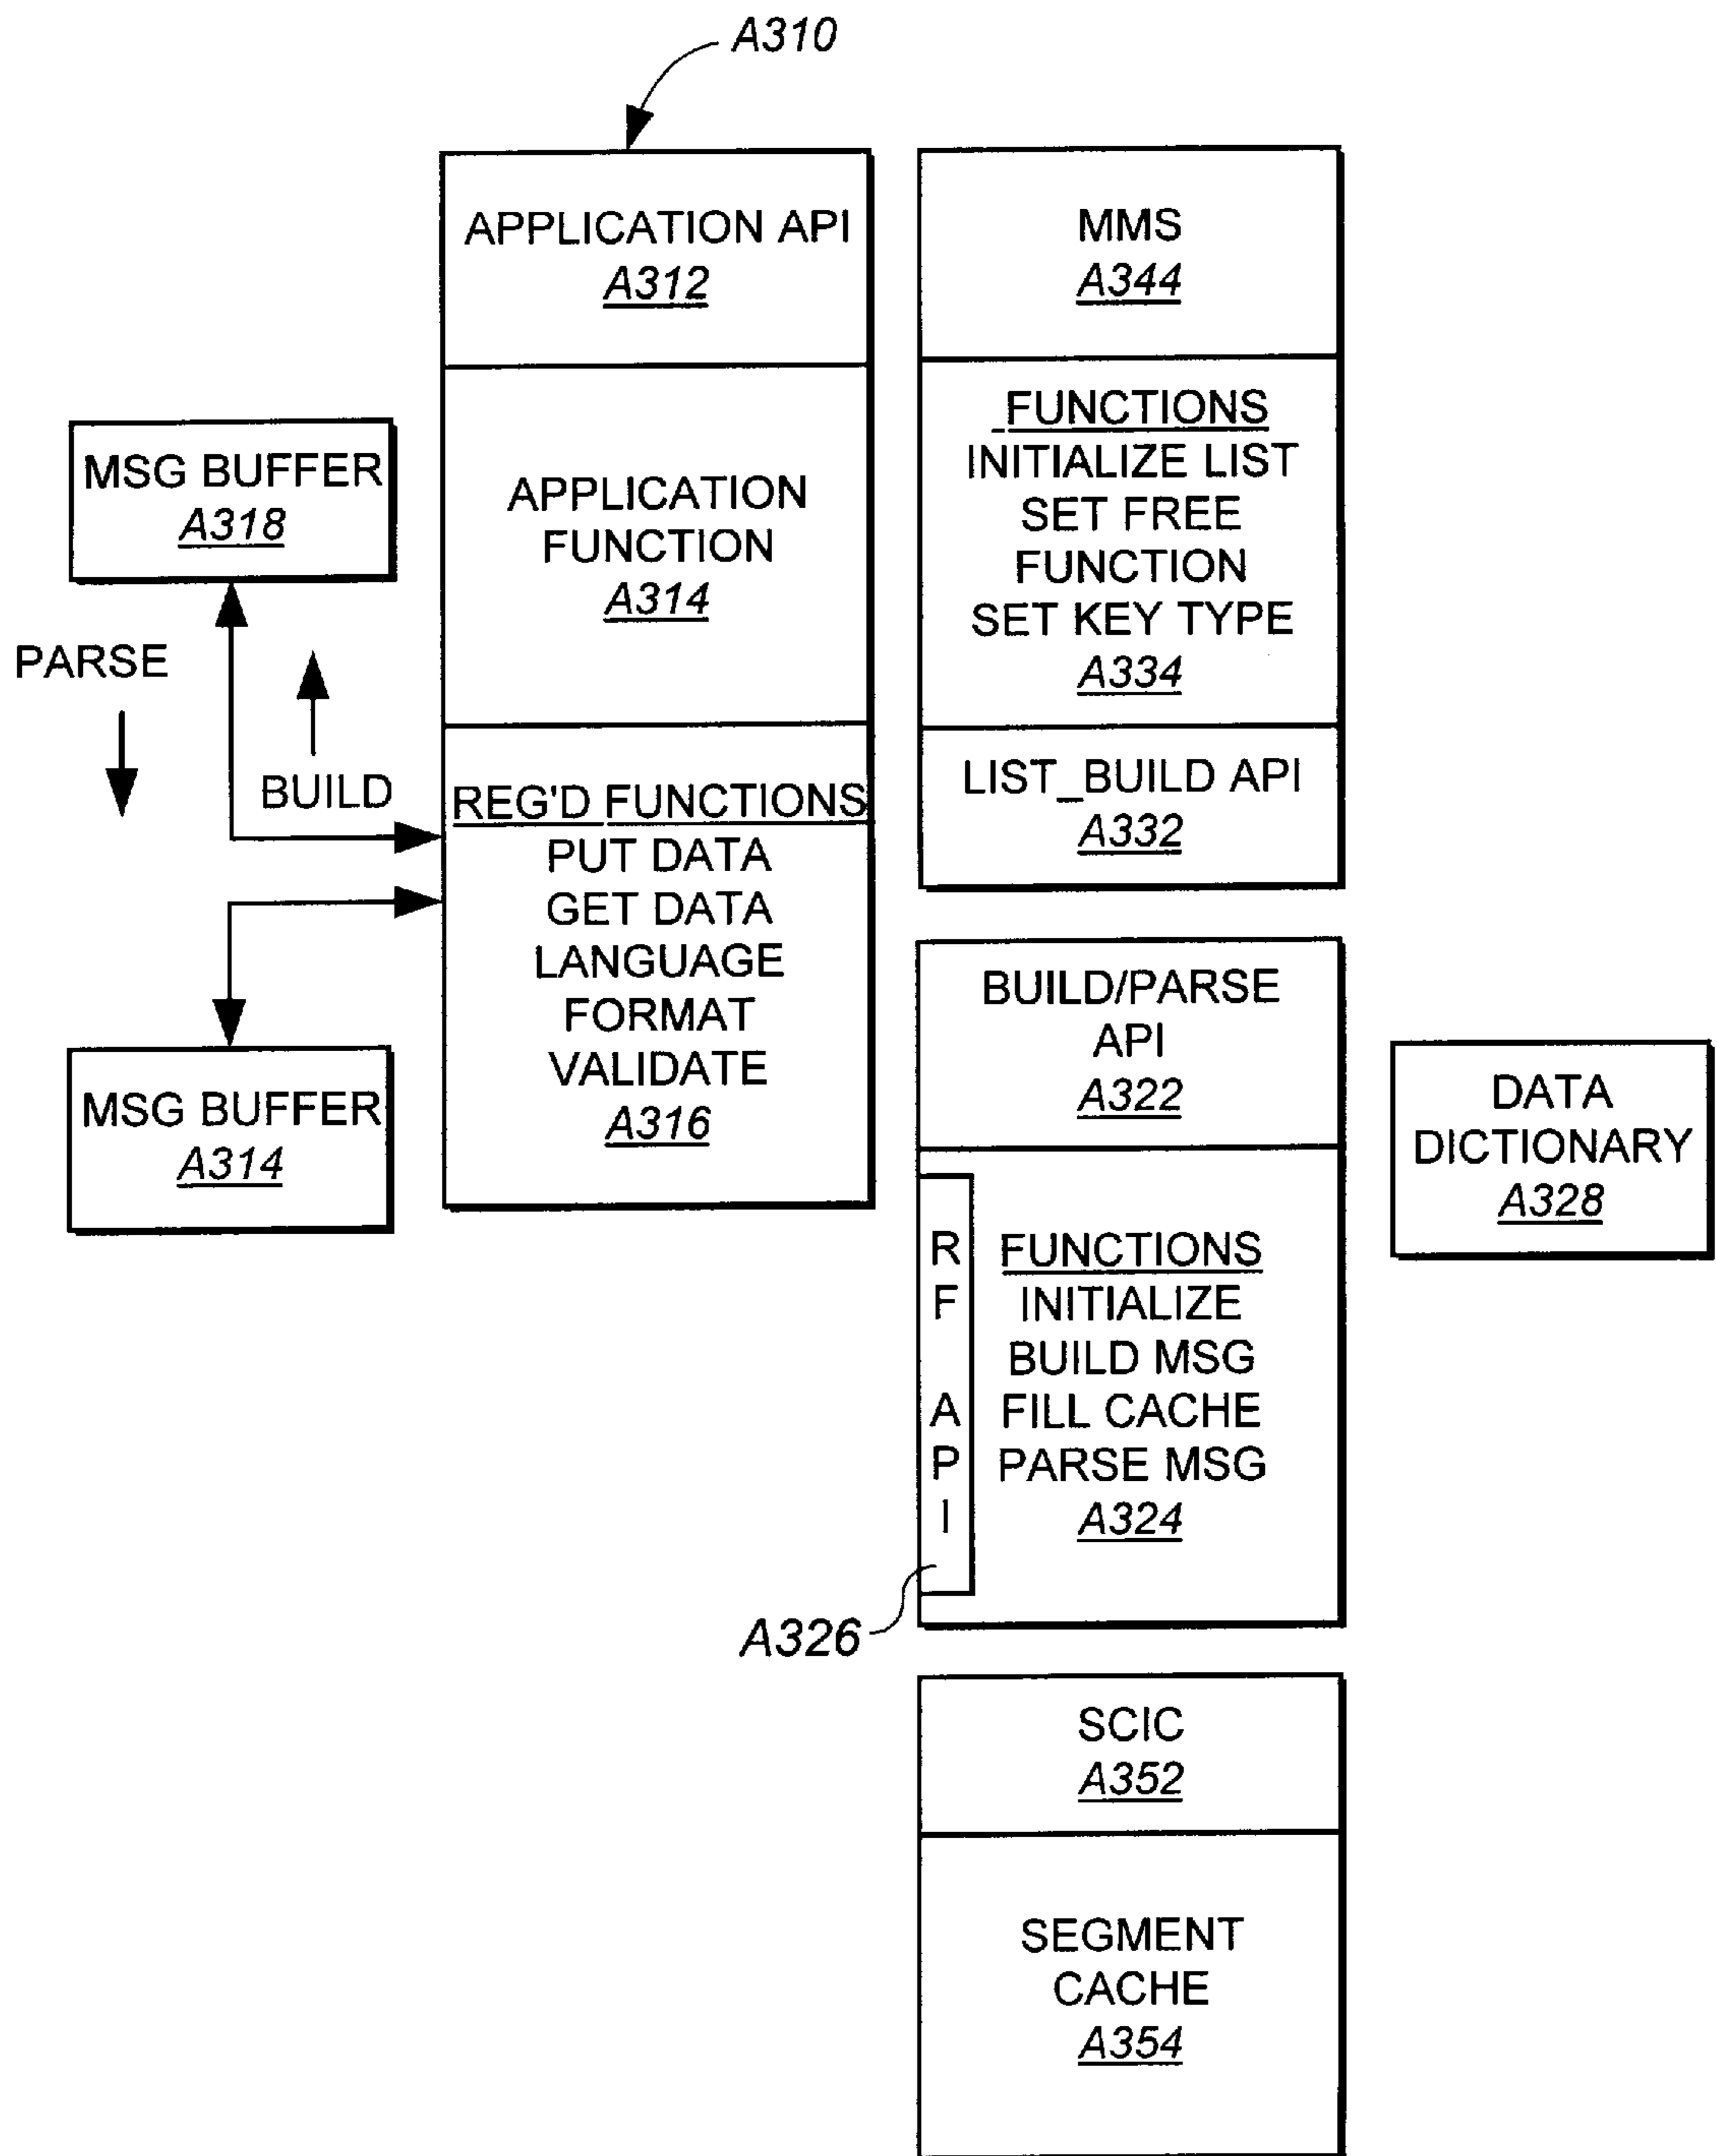 A310
APPLICATION API
A312
APPLICATION
FUNCTION
A314
REG'D FUNCTIONS
PUT DATA
GET DATA
LANGUAGE
FORMAT
VALIDATE
A316
MSG BUFFER
A318
PARSE
BUILD
MSG BUFFER
A314
MMS
A344
FUNCTIONS
INITIALIZE LIST
SET FREE
FUNCTION
SET KEY TYPE
A334
LIST_BUILD API
A332
BUILD/PARSE
API
A322
RF API
FUNCTIONS
INITIALIZE
BUILD MSG
FILL CACHE
PARSE MSG
A324
A326
DATA
DICTIONARY
A328
SCIC
A352
SEGMENT
CACHE
A354